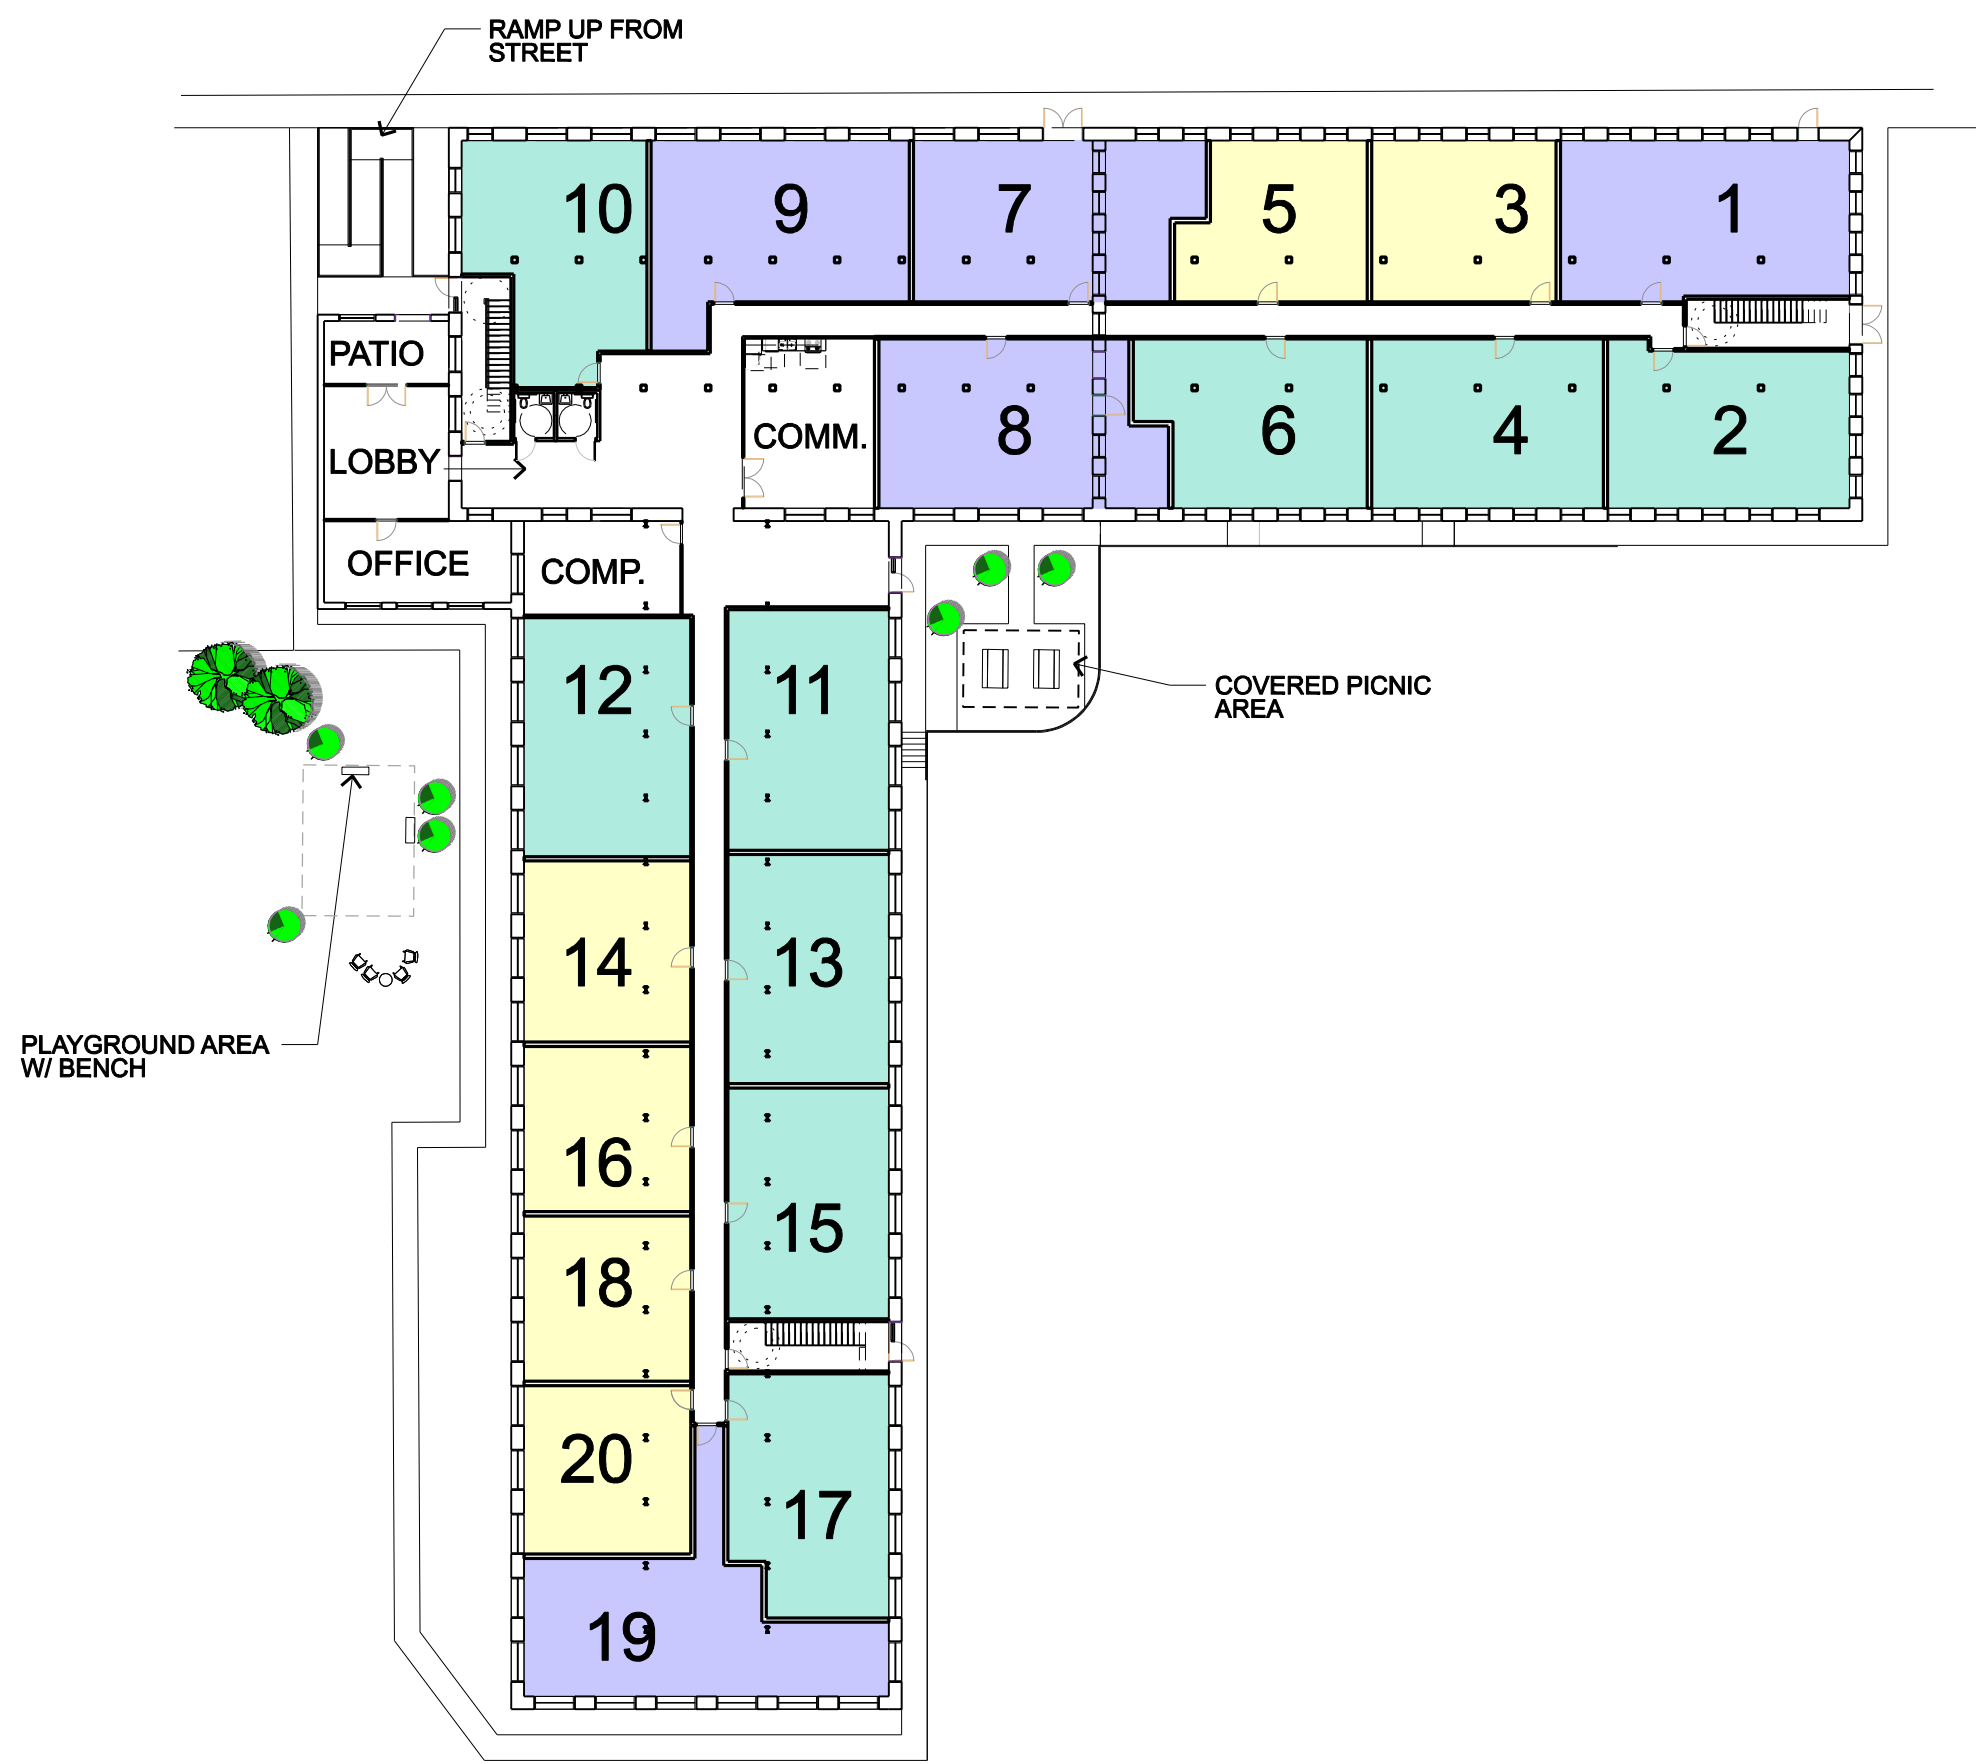 RAMP UP FROM
STREET
10
9
7
5
3
1
PATIO
LOBBY
COMM.
8
6
4
2
OFFICE
COMP.
12
11
COVERED PICNIC
AREA
14
13
PLAYGROUND AREA
W/ BENCH
16
15
18
20
17
19